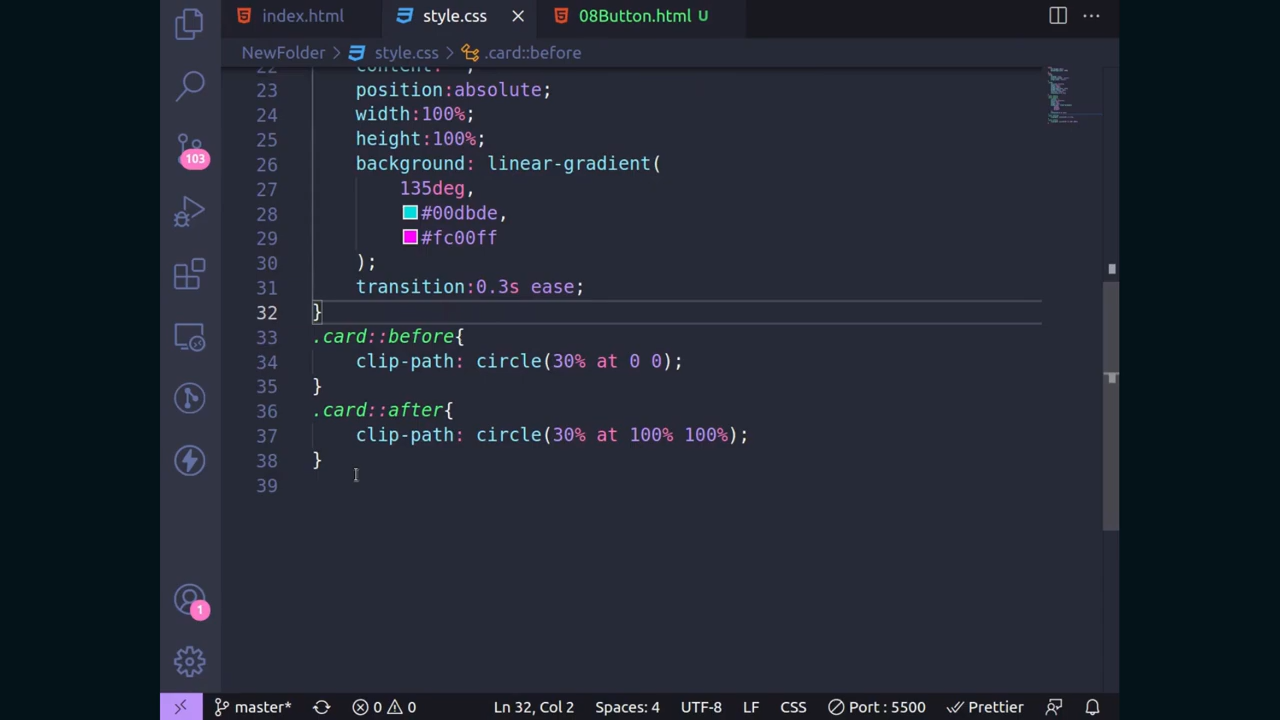 index.html
style.css
08Button.html U
NewFolder > style.css > .card::before
23 position:absolute;
24 width:100%;
25 height:100%;
26 background: linear-gradient(
27 135deg,
28 #00dbde,
29 #fc00ff
30 );
31 transition:0.3s ease;
32 }
33 .card::before{
34 clip-path: circle(30% at 0 0);
35 }
36 .card::after{
37 clip-path: circle(30% at 100% 100%);
38 }
39
103
1
master* 0 0 Ln 32, Col 2 Spaces: 4 UTF-8 LF CSS Port : 5500 Prettier